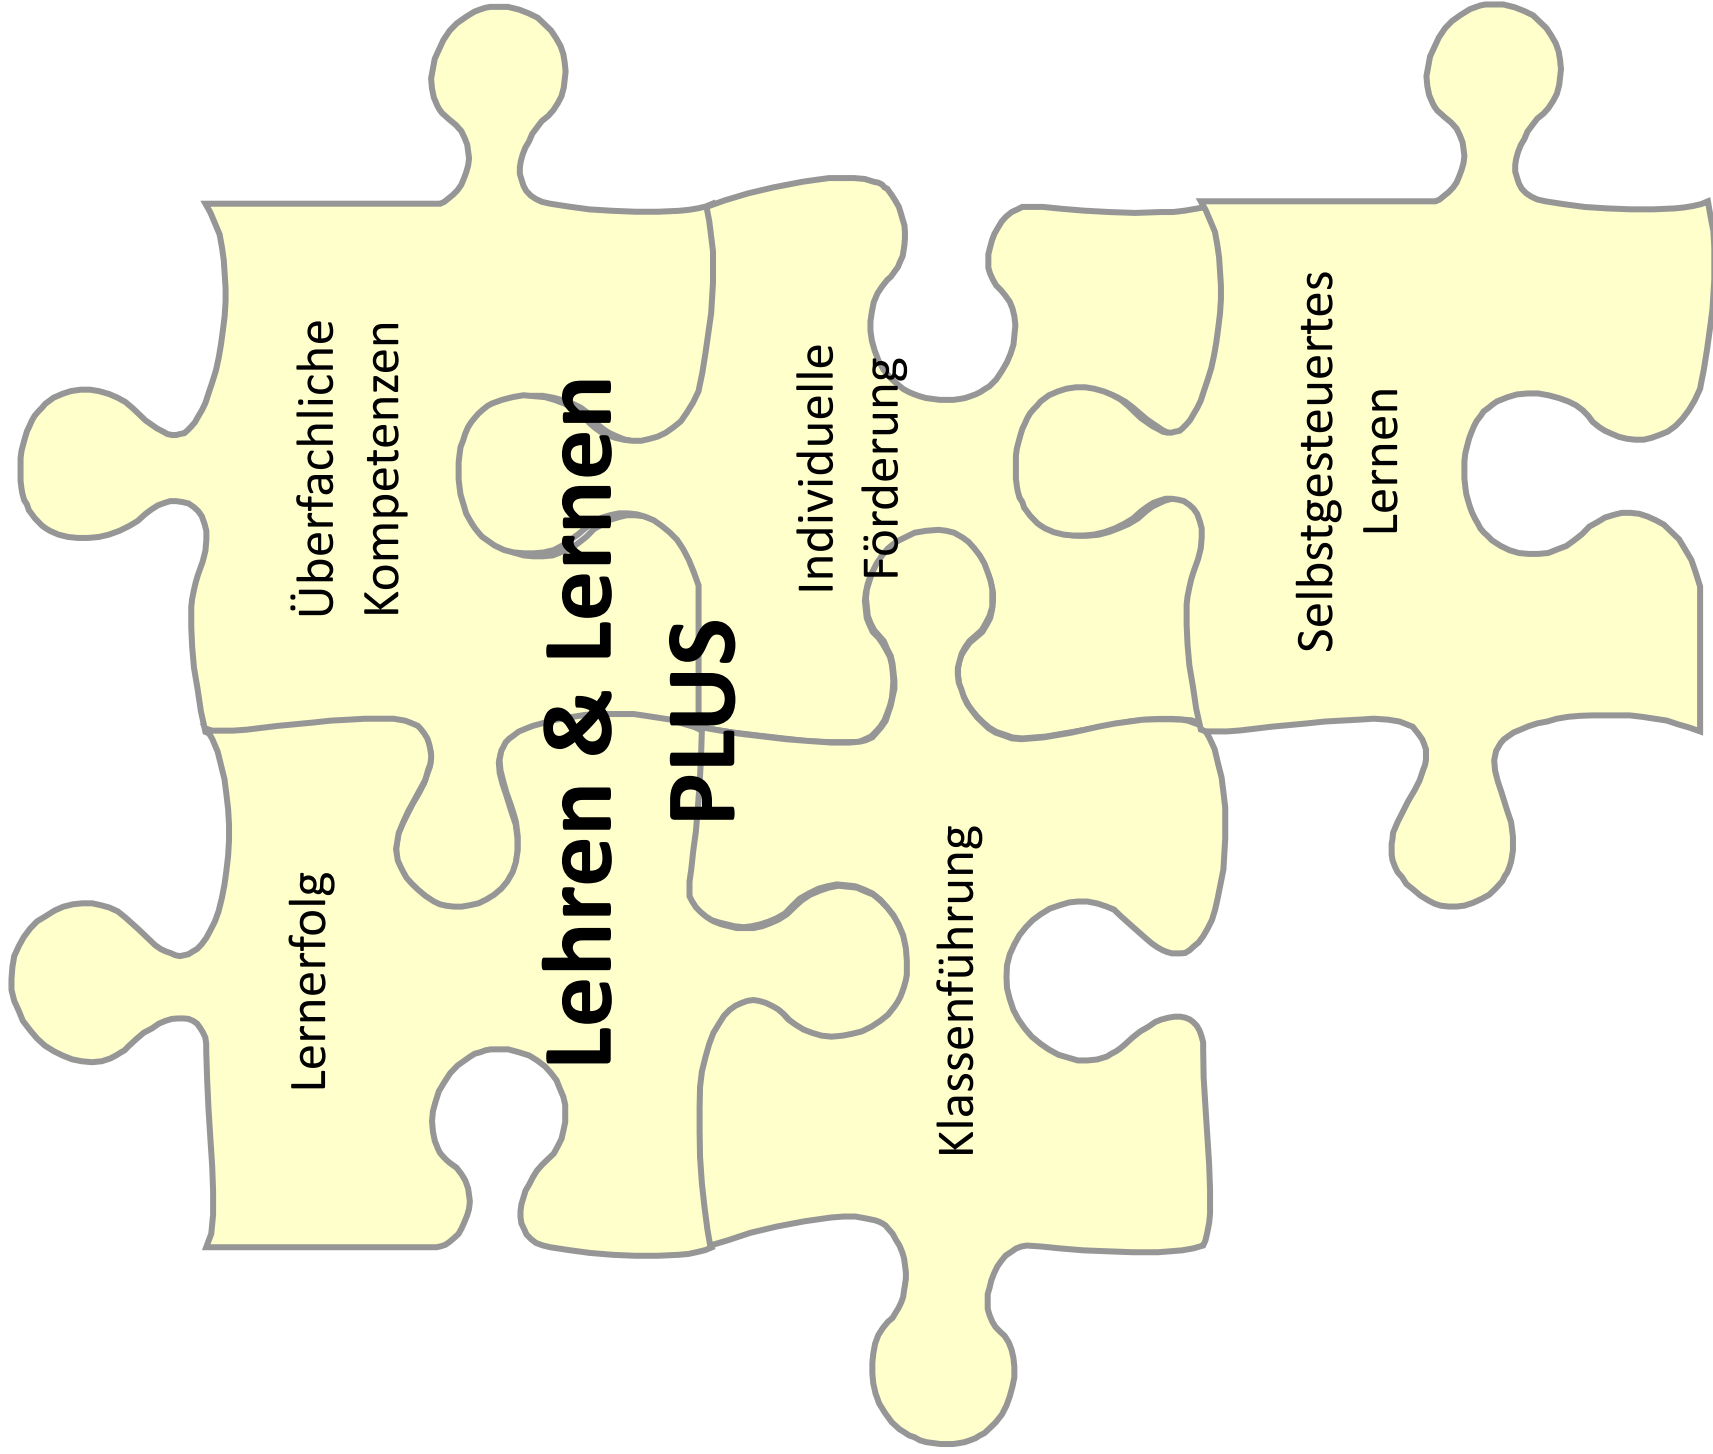 Überfachliche
Kompetenzen
Lernerfolg
Lehren & Lernen
PLUS
Individuelle
Förderung
Klassenführung
Selbstgesteuertes
Lernen